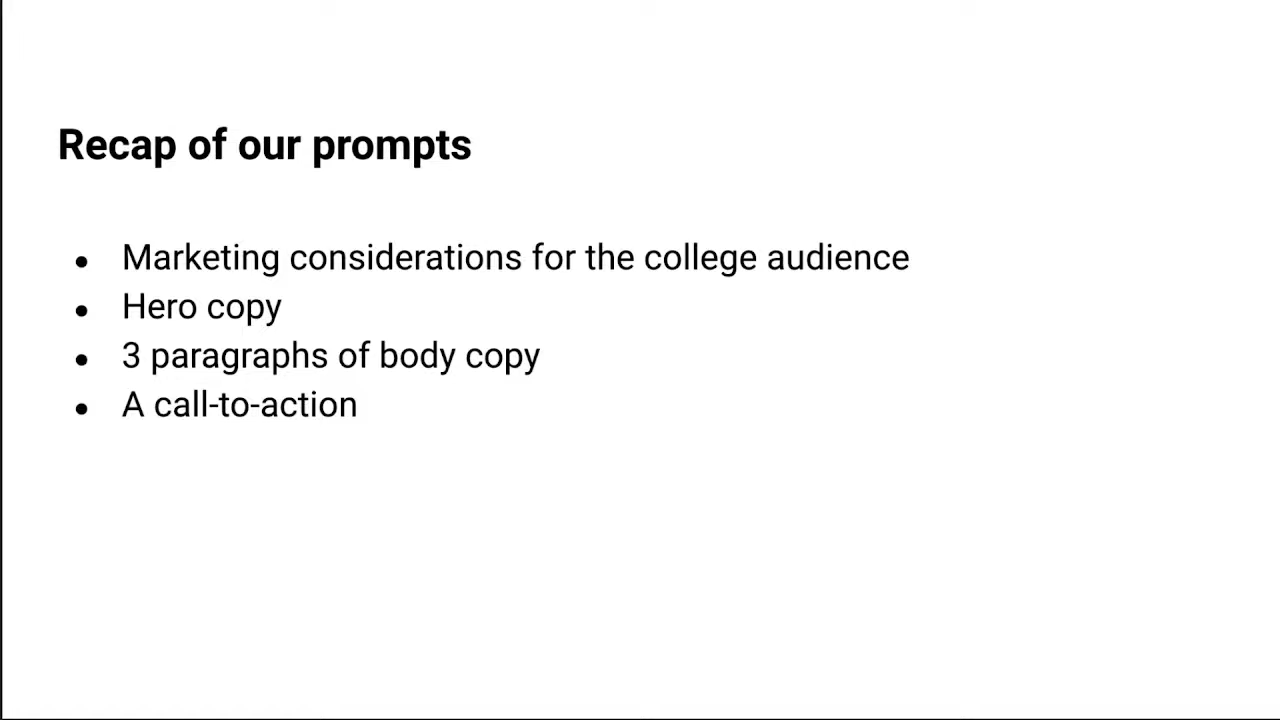 Recap of our prompts
● Marketing considerations for the college audience
● Hero copy
● 3 paragraphs of body copy
● A call-to-action